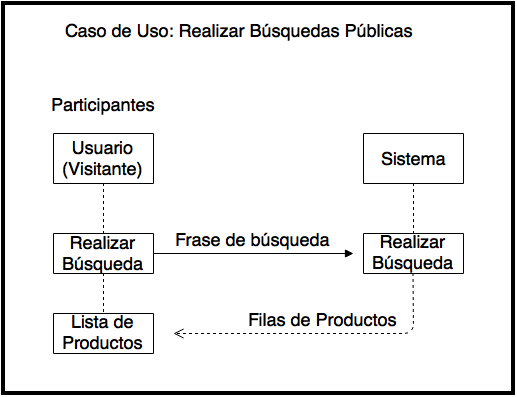 Caso de Uso: Realizar Búsquedas Públicas
Participantes
Usuario
(Visitante)
Sistema
Realizar
Búsqueda
Frase de búsqueda
Realizar
Búsqueda
Lista de
Productos
Filas de Productos